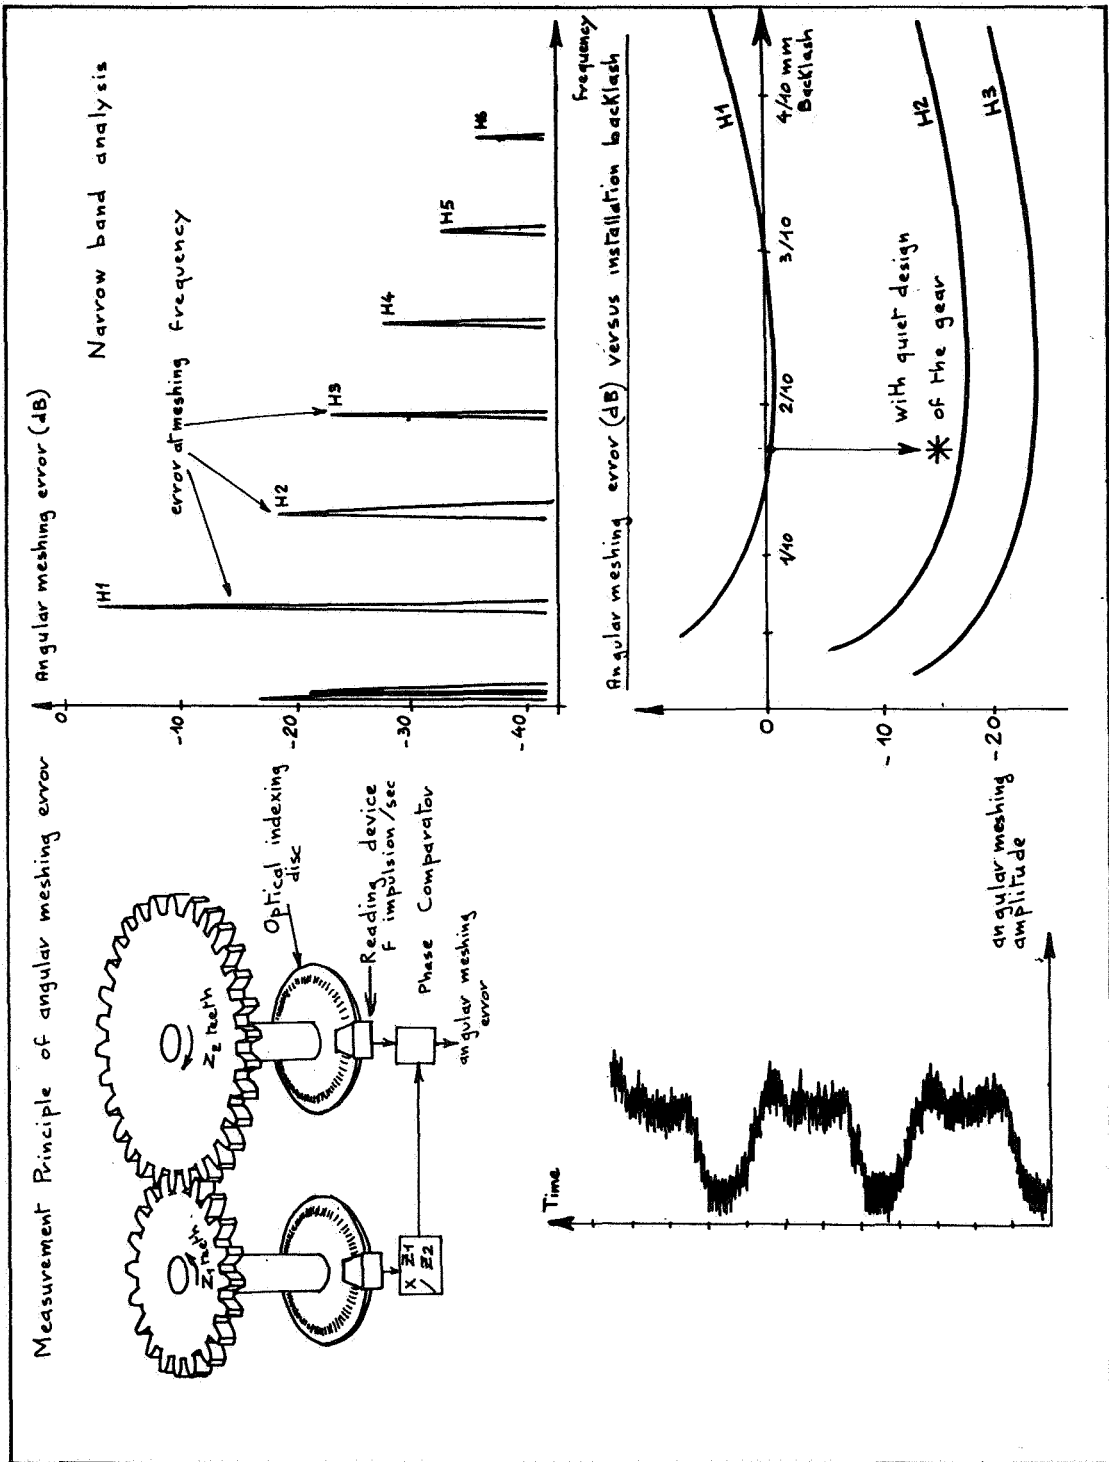 Measurement Principle of angular meshing error
Z1 teeth
Z2 teeth
Optical indexing
disc
Reading device
F impulsion/sec
Phase Comparator
X Z1
/ Z2
angular meshing
error
Angular meshing error (dB)
Narrow band analysis
error at meshing frequency
0
-10
-20
-30
-40
H1
H2
H3
H4
H5
H6
Frequency
Time
angular meshing
amplitude
Angular meshing error (dB) versus installation backlash
0
-10
-20
1/10
2/10
3/10
4/10 mm
Backlash
H1
H2
H3
with quiet design
* of the gear